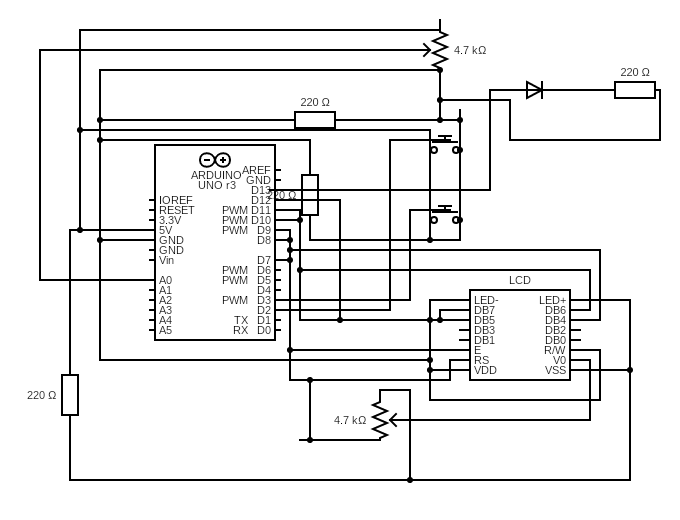 4.7 kΩ
220 Ω
220 Ω
ARDUINO
UNO r3
AREF
GND
IOREF
RESET
3.3V
5V
GND
GND
Vin
A0
A1
A2
A3
A4
A5
D13
D12
PWM D11
PWM D10
PWM D9
D8
D7
PWM D6
PWM D5
D4
PWM D3
D2
TX D1
RX D0
220 Ω
LCD
LED- LED+
DB7 DB6
DB5 DB4
DB3 DB2
DB1 DB0
E R/W
RS V0
VDD VSS
220 Ω
4.7 kΩ